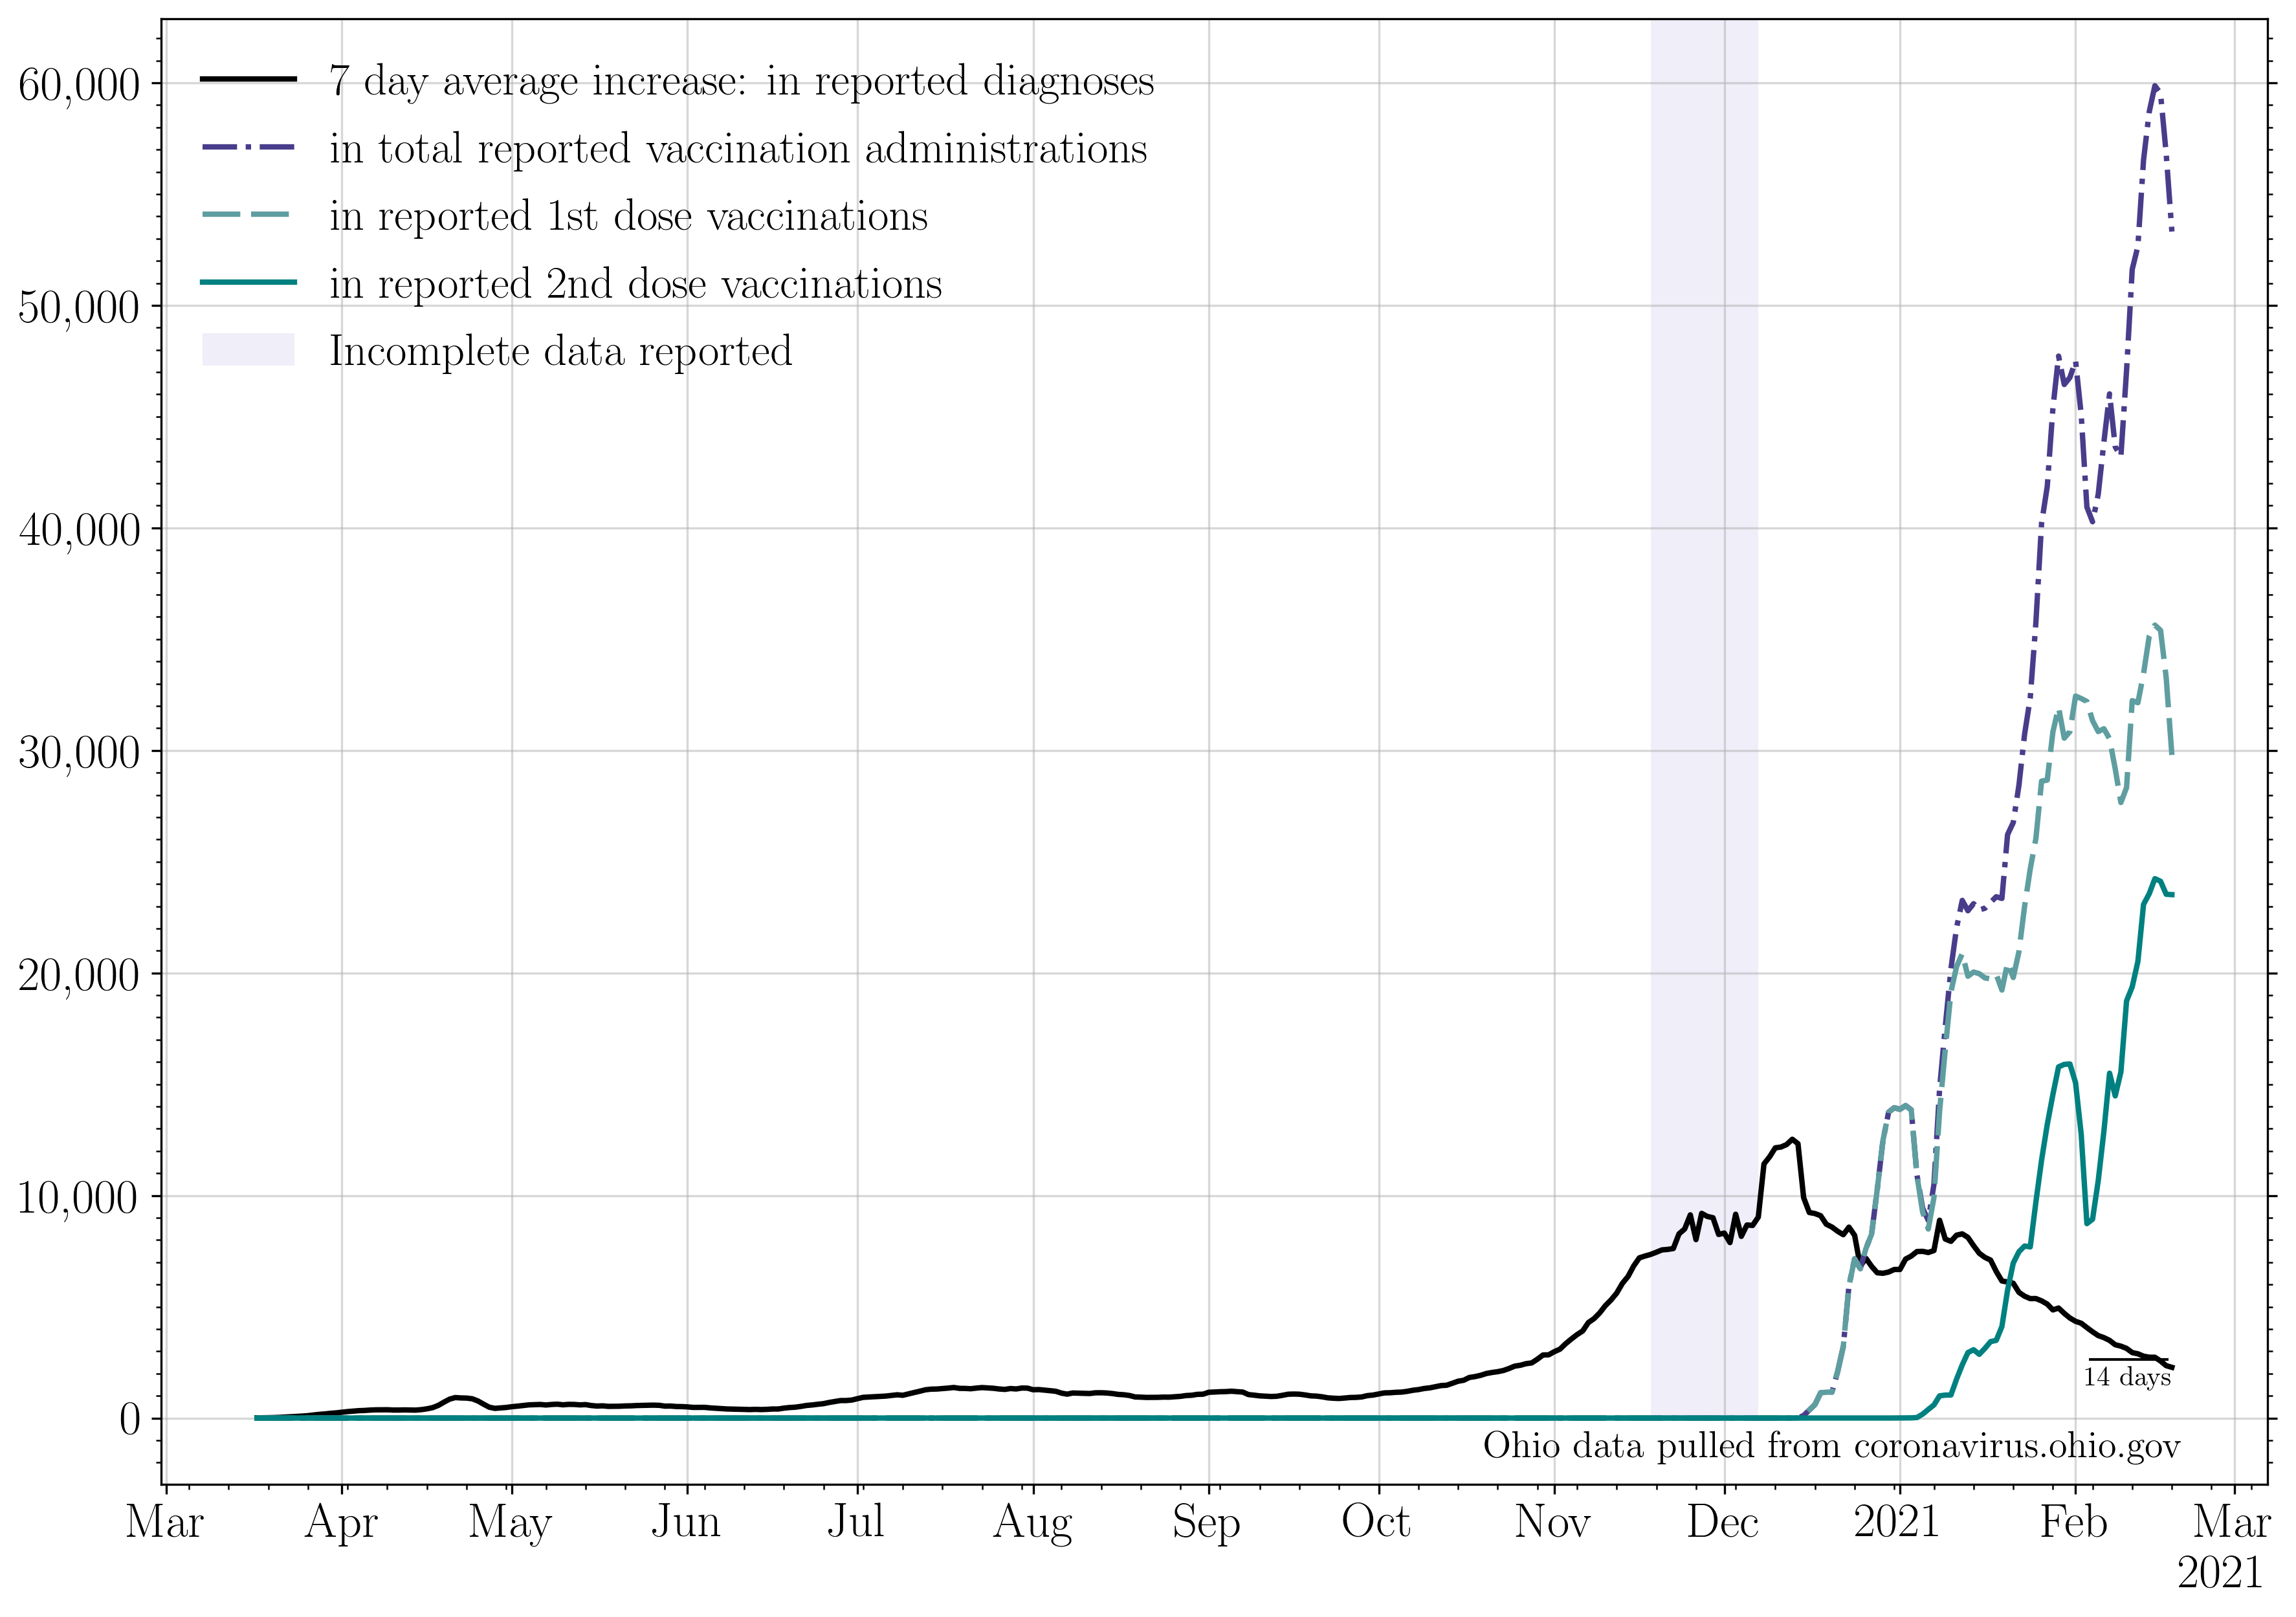 60,000
50,000
40,000
30,000
20,000
10,000
0
7 day average increase: in reported diagnoses
in total reported vaccination administrations
in reported 1st dose vaccinations
in reported 2nd dose vaccinations
Incomplete data reported
14 days
Ohio data pulled from coronavirus.ohio.gov
Mar Apr May Jun Jul Aug Sep Oct Nov Dec 2021 Feb Mar
2021